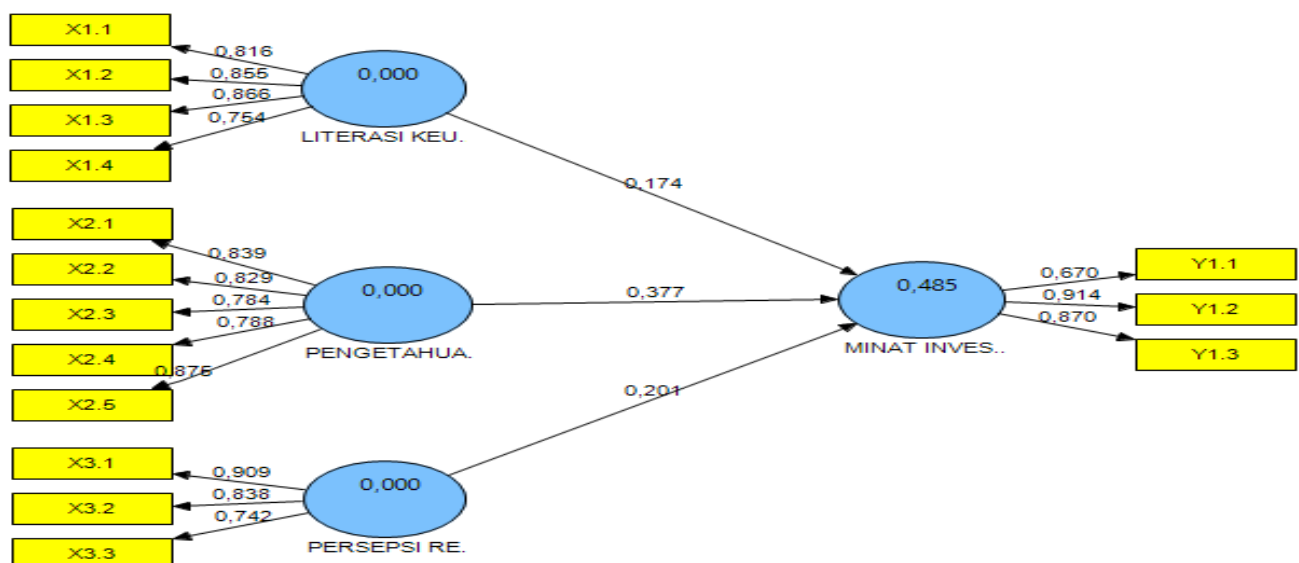 X1.1
0,816
X1.2
0,855
0,000
X1.3
0,866
X1.4
0,754
LITERASI KEU.
0,174
X2.1
0,839
X2.2
0,829
X2.3
0,784
0,000
X2.4
0,788
PENGETAHUA.
X2.5
0,875
0,377
0,485
MINAT INVES..
0,670
Y1.1
0,914
Y1.2
0,870
Y1.3
0,201
X3.1
0,909
X3.2
0,838
X3.3
0,742
0,000
PERSEPSI RE.